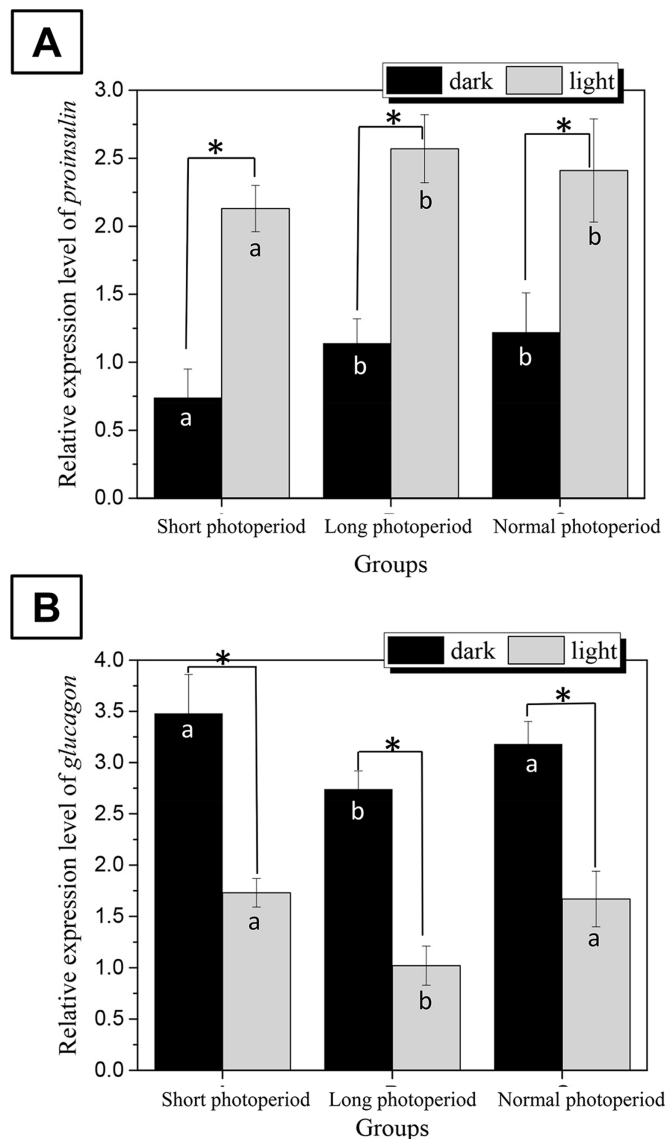 A
dark light
Relative expression level of proinsulin
3.0
2.5
2.0
1.5
1.0
0.5
0.0
*
*
*
a
a
b
b
b
b
Short photoperiod Long photoperiod Normal photoperiod
Groups
B
dark light
Relative expression level of glucagon
4.0
3.5
3.0
2.5
2.0
1.5
1.0
0.5
0.0
*
*
*
a
a
b
b
a
a
Short photoperiod Long photoperiod Normal photoperiod
Groups